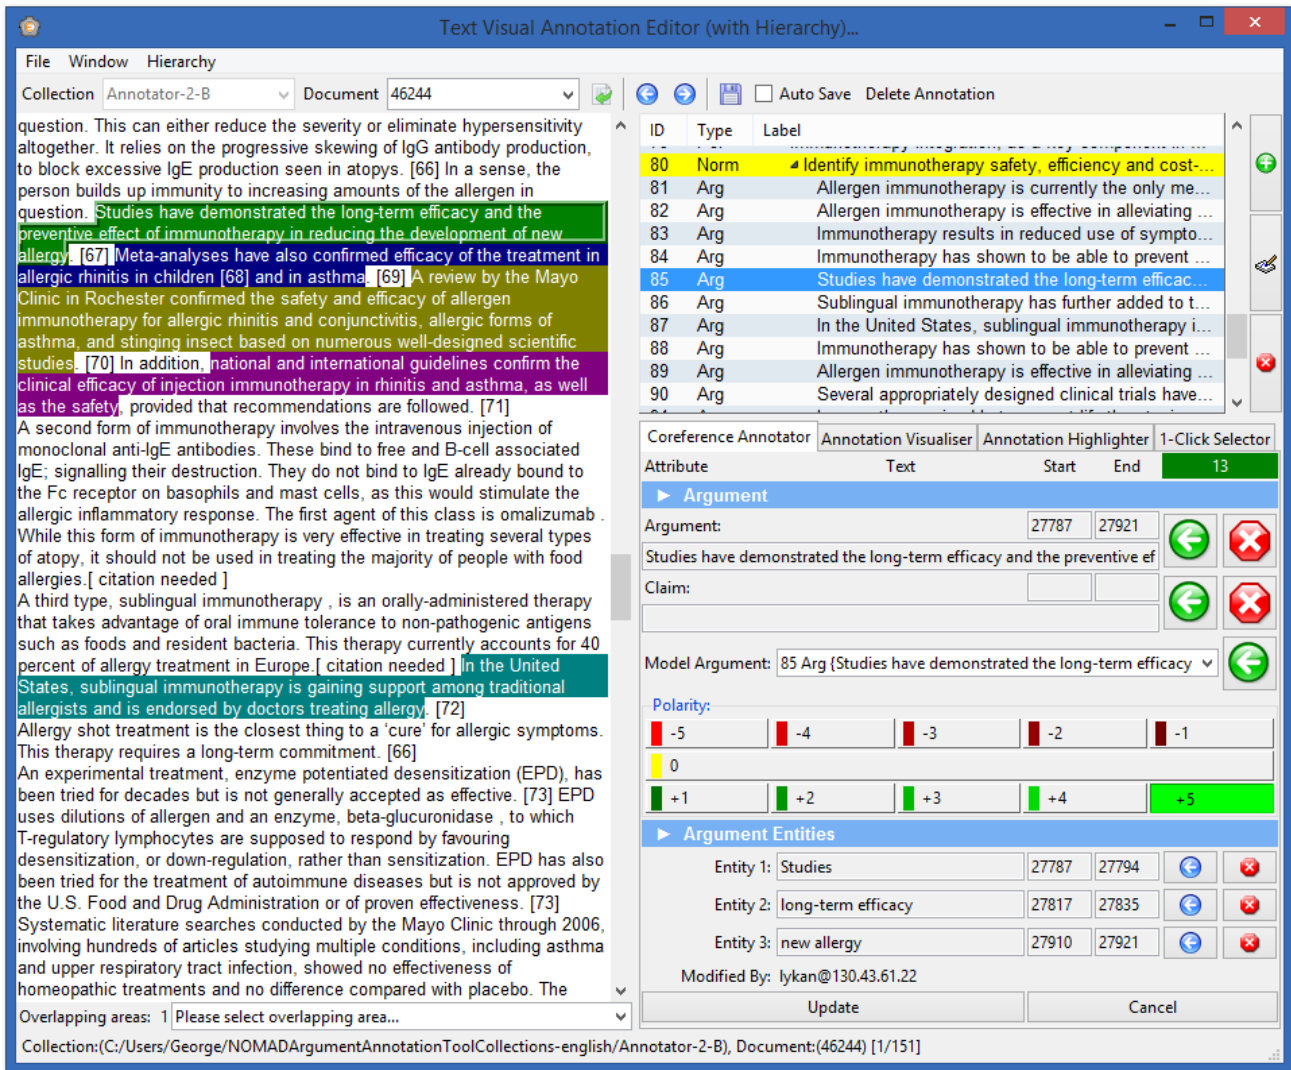 Text Visual Annotation Editor (with Hierarchy)...
File Window Hierarchy
Collection Annotator-2-B Document 46244 Auto Save Delete Annotation
question. This can either reduce the severity or eliminate hypersensitivity
altogether. It relies on the progressive skewing of IgG antibody production,
to block excessive IgE production seen in atopys. [66] In a sense, the
person builds up immunity to increasing amounts of the allergen in
question. Studies have demonstrated the long-term efficacy and the
preventive effect of immunotherapy in reducing the development of new
allergy. [67] Meta-analyses have also confirmed efficacy of the treatment in
allergic rhinitis in children [68] and in asthma. [69] A review by the Mayo
Clinic in Rochester confirmed the safety and efficacy of allergen
immunotherapy for allergic rhinitis and conjunctivitis, allergic forms of
asthma, and stinging insect based on numerous well-designed scientific
studies. [70] In addition, national and international guidelines confirm the
clinical efficacy of injection immunotherapy in rhinitis and asthma, as well
as the safety, provided that recommendations are followed. [71]
A second form of immunotherapy involves the intravenous injection of
monoclonal anti-IgE antibodies. These bind to free and B-cell associated
IgE; signalling their destruction. They do not bind to IgE already bound to
the Fc receptor on basophils and mast cells, as this would stimulate the
allergic inflammatory response. The first agent of this class is omalizumab .
While this form of immunotherapy is very effective in treating several types
of atopy, it should not be used in treating the majority of people with food
allergies.[ citation needed ]
A third type, sublingual immunotherapy , is an orally-administered therapy
that takes advantage of oral immune tolerance to non-pathogenic antigens
such as foods and resident bacteria. This therapy currently accounts for 40
percent of allergy treatment in Europe.[ citation needed ] In the United
States, sublingual immunotherapy is gaining support among traditional
allergists and is endorsed by doctors treating allergy. [72]
Allergy shot treatment is the closest thing to a ‘cure’ for allergic symptoms.
This therapy requires a long-term commitment. [66]
An experimental treatment, enzyme potentiated desensitization (EPD), has
been tried for decades but is not generally accepted as effective. [73] EPD
uses dilutions of allergen and an enzyme, beta-glucuronidase , to which
T-regulatory lymphocytes are supposed to respond by favouring
desensitization, or down-regulation, rather than sensitization. EPD has also
been tried for the treatment of autoimmune diseases but is not approved by
the U.S. Food and Drug Administration or of proven effectiveness. [73]
Systematic literature searches conducted by the Mayo Clinic through 2006,
involving hundreds of articles studying multiple conditions, including asthma
and upper respiratory tract infection, showed no effectiveness of
homeopathic treatments and no difference compared with placebo. The
Overlapping areas: 1 Please select overlapping area...
ID Type Label
80 Norm Identify immunotherapy safety, efficiency and cost-...
81 Arg Allergen immunotherapy is currently the only me...
82 Arg Allergen immunotherapy is effective in alleviating ...
83 Arg Immunotherapy results in reduced use of sympto...
84 Arg Immunotherapy has shown to be able to prevent ...
85 Arg Studies have demonstrated the long-term efficac...
86 Arg Sublingual immunotherapy has further added to t...
87 Arg In the United States, sublingual immunotherapy i...
88 Arg Immunotherapy has shown to be able to prevent ...
89 Arg Allergen immunotherapy is effective in alleviating ...
90 Arg Several appropriately designed clinical trials have...
Coreference Annotator Annotation Visualiser Annotation Highlighter 1-Click Selector
Attribute Text Start End 13
Argument
Argument: 27787 27921
Studies have demonstrated the long-term efficacy and the preventive ef
Claim:
Model Argument: 85 Arg {Studies have demonstrated the long-term efficacy
Polarity:
-5 -4 -3 -2 -1
0
+1 +2 +3 +4 +5
Argument Entities
Entity 1: Studies 27787 27794
Entity 2: long-term efficacy 27817 27835
Entity 3: new allergy 27910 27921
Modified By: lykan@130.43.61.22
Update Cancel
Collection:(C:/Users/George/NOMADArgumentAnnotationToolCollections-english/Annotator-2-B), Document:(46244) [1/151]